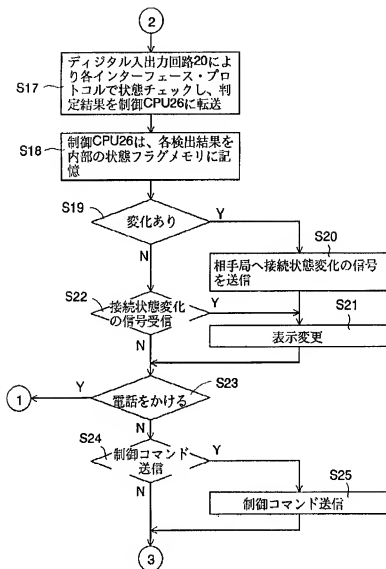 2
S17
ディジタル入出力回路20によ
り各インターフェース・プロト
コルで状態チェックし、判
定結果を制御CPU26に転送
S18
制御CPU26は、各検出結果を
内部の状態フラグメモリに記
憶
S19
変化あり
Y
N
S20
相手局へ接続状態変化の信号
を送信
S22
接続状態変化
の信号受信
Y
N
S21
表示変更
S23
電話をかける
Y
1
N
S24
制御コマンド
送信
Y
N
S25
制御コマンド送信
3